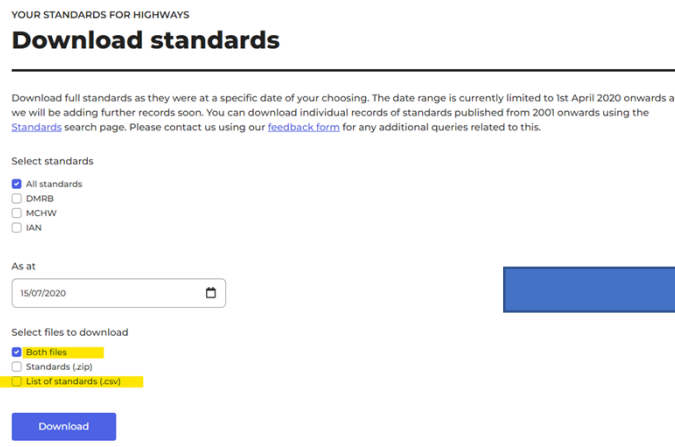 YOUR STANDARDS FOR HIGHWAYS
Download standards
Download full standards as they were at a specific date of your choosing. The date range is currently limited to 1st April 2020 onwards a
we will be adding further records soon. You can download individual records of standards published from 2001 onwards using the
Standards search page. Please contact us using our feedback form for any additional queries related to this.
Select standards
All standards
DMRB
MCHW
IAN
As at
15/07/2020
Select files to download
Both files
Standards (.zip)
List of standards (.csv)
Download